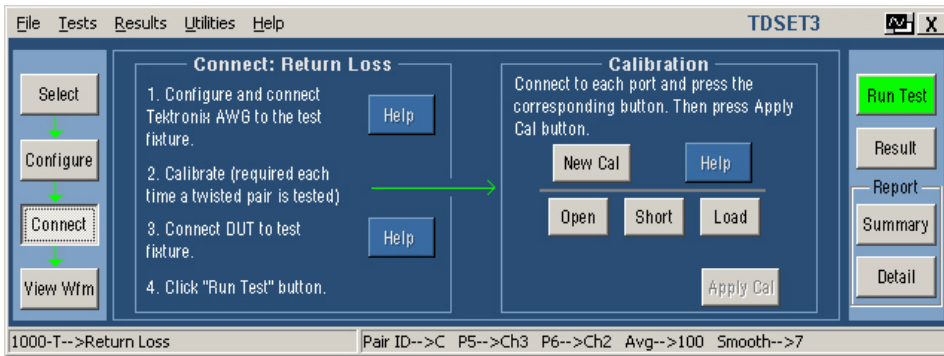 File Tests Results Utilities Help TDSET3 X
Select
Configure
Connect
View Wfm
Connect: Return Loss
1. Configure and connect
Tektronix AWG to the test
fixture.
Help
2. Calibrate (required each
time a twisted pair is tested)
3. Connect DUT to test
fixture.
Help
4. Click "Run Test" button.
Calibration
Connect to each port and press the
corresponding button. Then press Apply
Cal button.
New Cal Help
Open Short Load
Apply Cal
Run Test
Result
Report
Summary
Detail
1000-T-->Return Loss Pair ID-->C P5-->Ch3 P6-->Ch2 Avg-->100 Smooth-->7